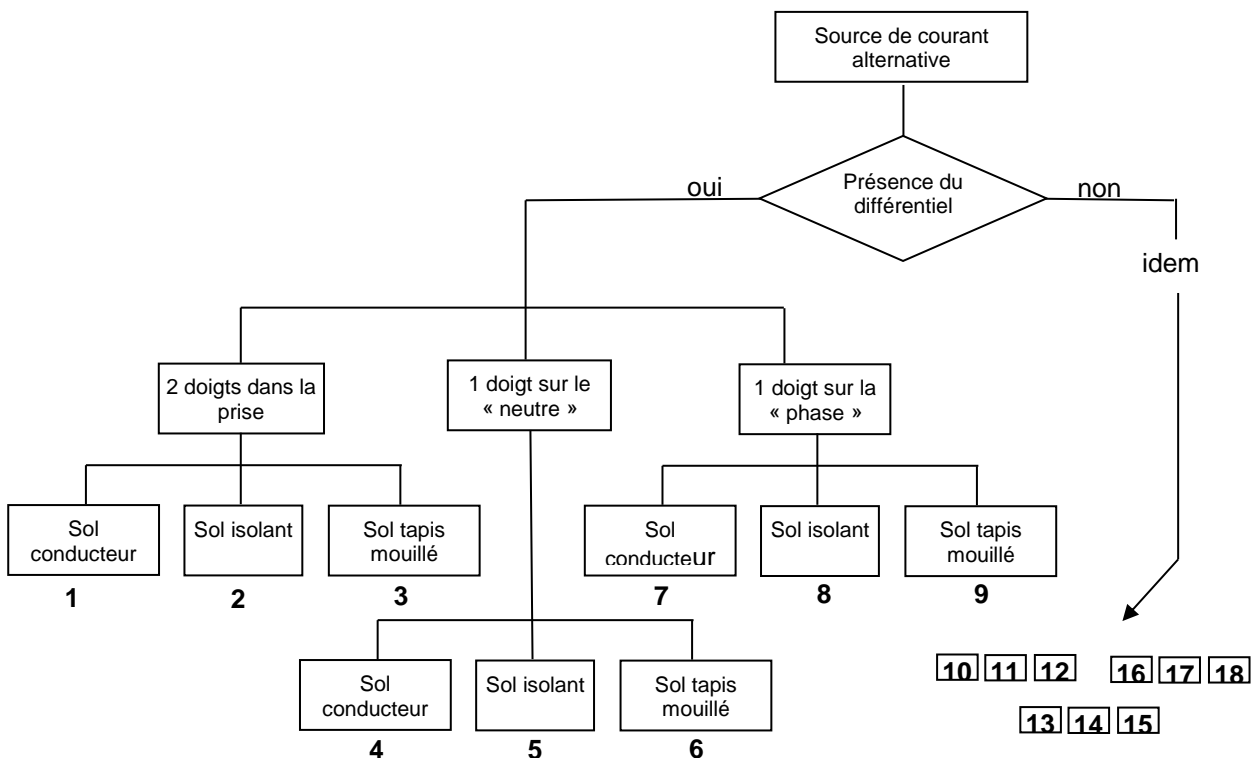 Source de courant
alternative
Présence du
différentiel
oui
non
idem
2 doigts dans la
prise
1 doigt sur le
« neutre »
1 doigt sur la
« phase »
Sol
conducteur
Sol isolant
Sol tapis
mouillé
1
2
3
Sol
conducteur
Sol isolant
Sol tapis
mouillé
7
8
9
Sol
conducteur
Sol isolant
Sol tapis
mouillé
4
5
6
10 11 12 16 17 18
13 14 15